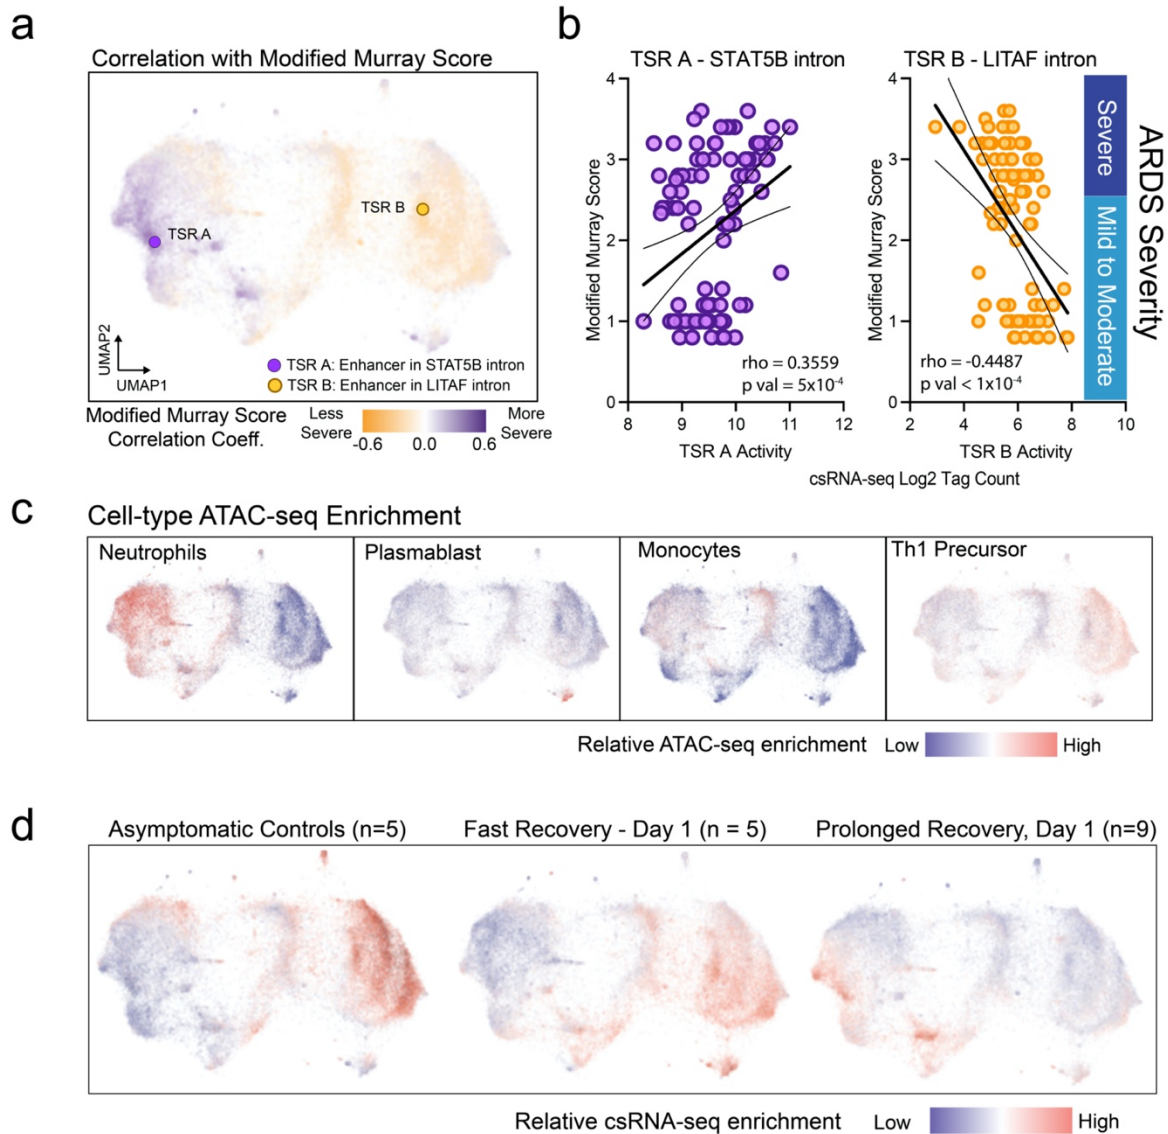 a
Correlation with Modified Murray Score
TSR A
TSR B
UMAP2
UMAP1
TSR A: Enhancer in STAT5B intron
TSR B: Enhancer in LITAF intron
Modified Murray Score
Correlation Coeff.
Less
Severe
-0.6
0.0
0.6
More
Severe
b
TSR A - STAT5B intron
Modified Murray Score
4
3
2
1
0
rho = 0.3559
p val = 5x10-4
8 9 10 11 12
TSR A Activity
TSR B - LITAF intron
Modified Murray Score
4
3
2
1
0
rho = -0.4487
p val < 1x10-4
2 4 6 8 10
TSR B Activity
csRNA-seq Log2 Tag Count
Severe
Mild to Moderate
ARDS Severity
c
Cell-type ATAC-seq Enrichment
Neutrophils
Plasmablast
Monocytes
Th1 Precursor
Relative ATAC-seq enrichment
Low
High
d
Asymptomatic Controls (n=5)
Fast Recovery - Day 1 (n = 5)
Prolonged Recovery, Day 1 (n=9)
Relative csRNA-seq enrichment
Low
High